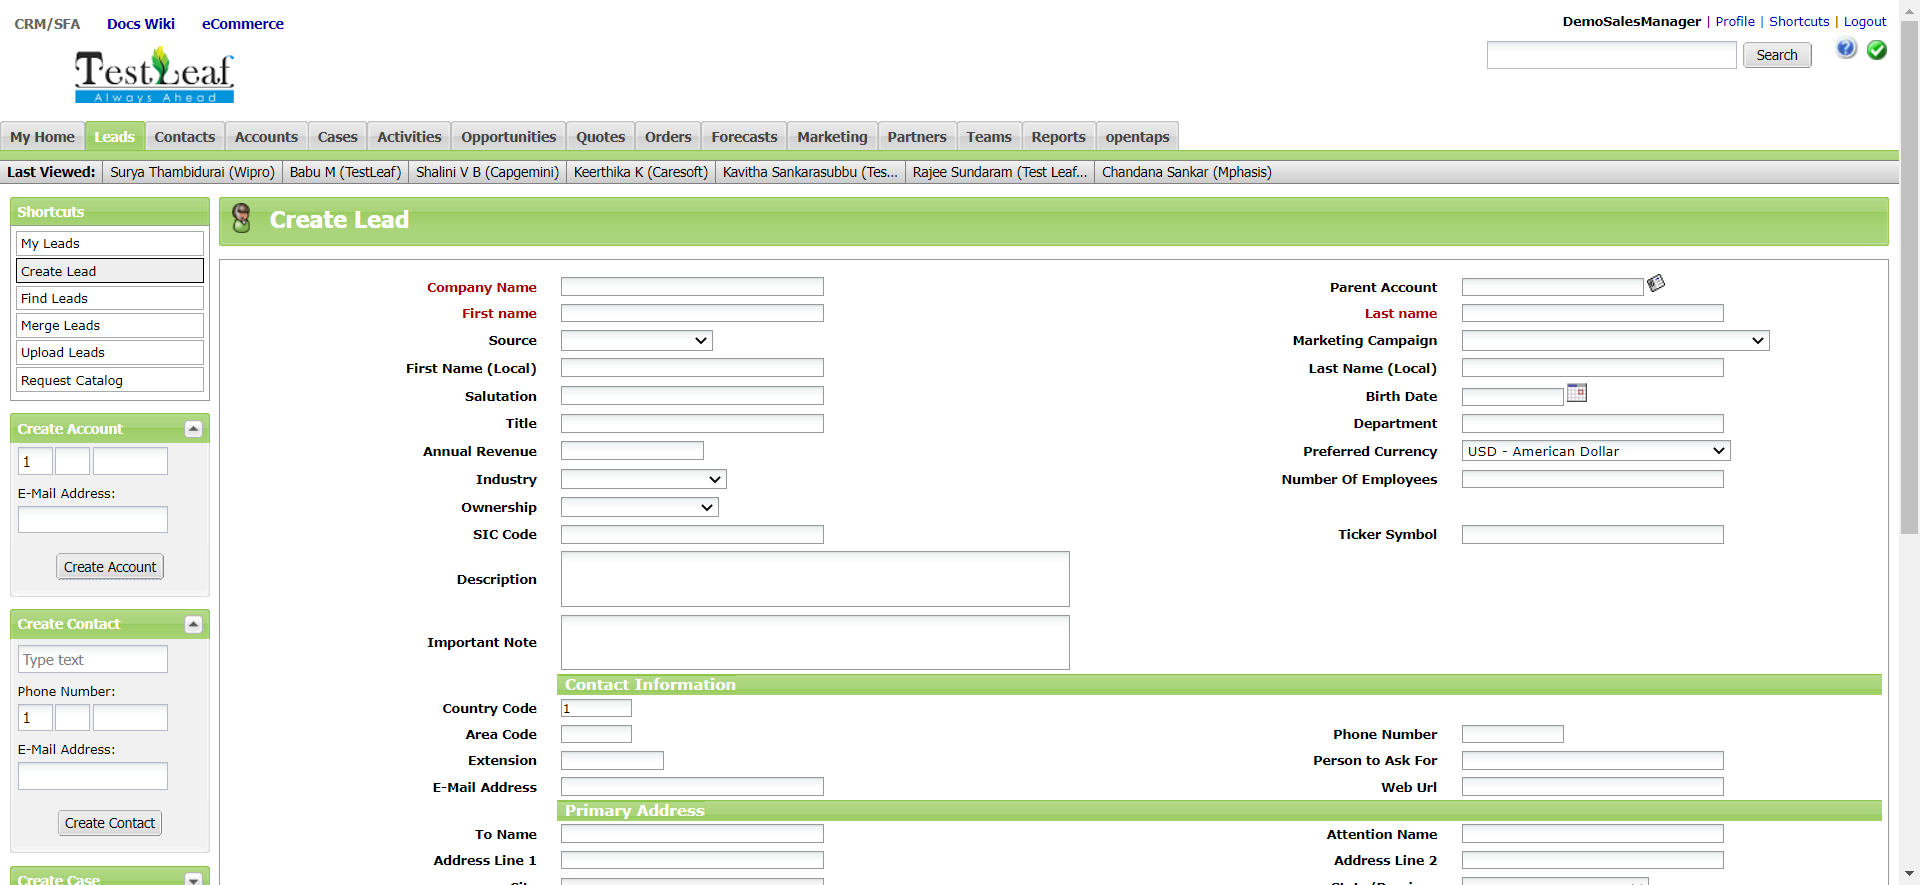 CRM/SFA Docs Wiki eCommerce
DemoSalesManager | Profile | Shortcuts | Logout
Search
TestLeaf
Always Ahead
My Home Leads Contacts Accounts Cases Activities Opportunities Quotes Orders Forecasts Marketing Partners Teams Reports opentaps
Last Viewed: Surya Thambidurai (Wipro) Babu M (TestLeaf) Shalini V B (Capgemini) Keerthika K (Caresoft) Kavitha Sankarasubbu (Tes... Rajee Sundaram (Test Leaf... Chandana Sankar (Mphasis)
Shortcuts
My Leads
Create Lead
Find Leads
Merge Leads
Upload Leads
Request Catalog
Create Account
1
E-Mail Address:
Create Account
Create Contact
Type text
Phone Number:
1
E-Mail Address:
Create Contact
Create Case
Create Lead
Company Name Parent Account
First name Last name
Source Marketing Campaign
First Name (Local) Last Name (Local)
Salutation Birth Date
Title Department
Annual Revenue Preferred Currency USD - American Dollar
Industry Number Of Employees
Ownership
SIC Code Ticker Symbol
Description
Important Note
Contact Information
Country Code 1
Area Code Phone Number
Extension Person to Ask For
E-Mail Address Web Url
Primary Address
To Name Attention Name
Address Line 1 Address Line 2